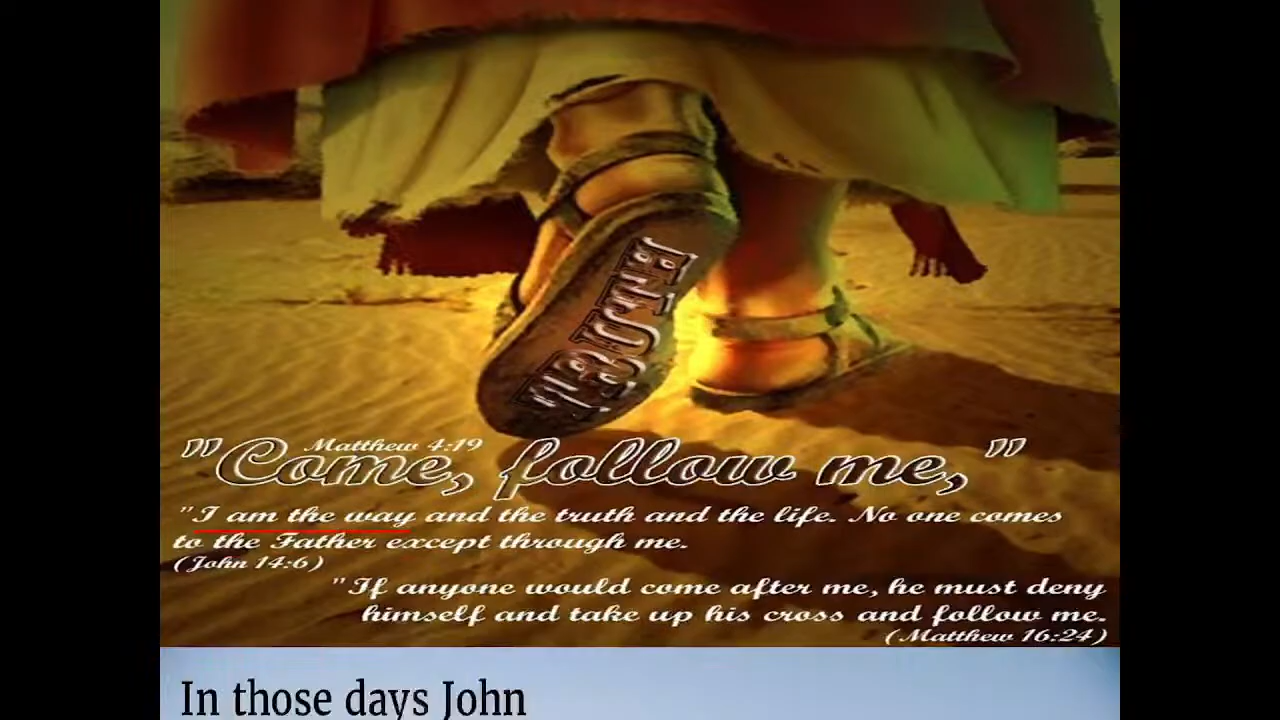 Matthew 4:19
"Come, follow me,"
"I am the way and the truth and the life. No one comes
to the Father except through me.
(John 14:6)
"If anyone would come after me, he must deny
himself and take up his cross and follow me.
(Matthew 16:24)
In those days John